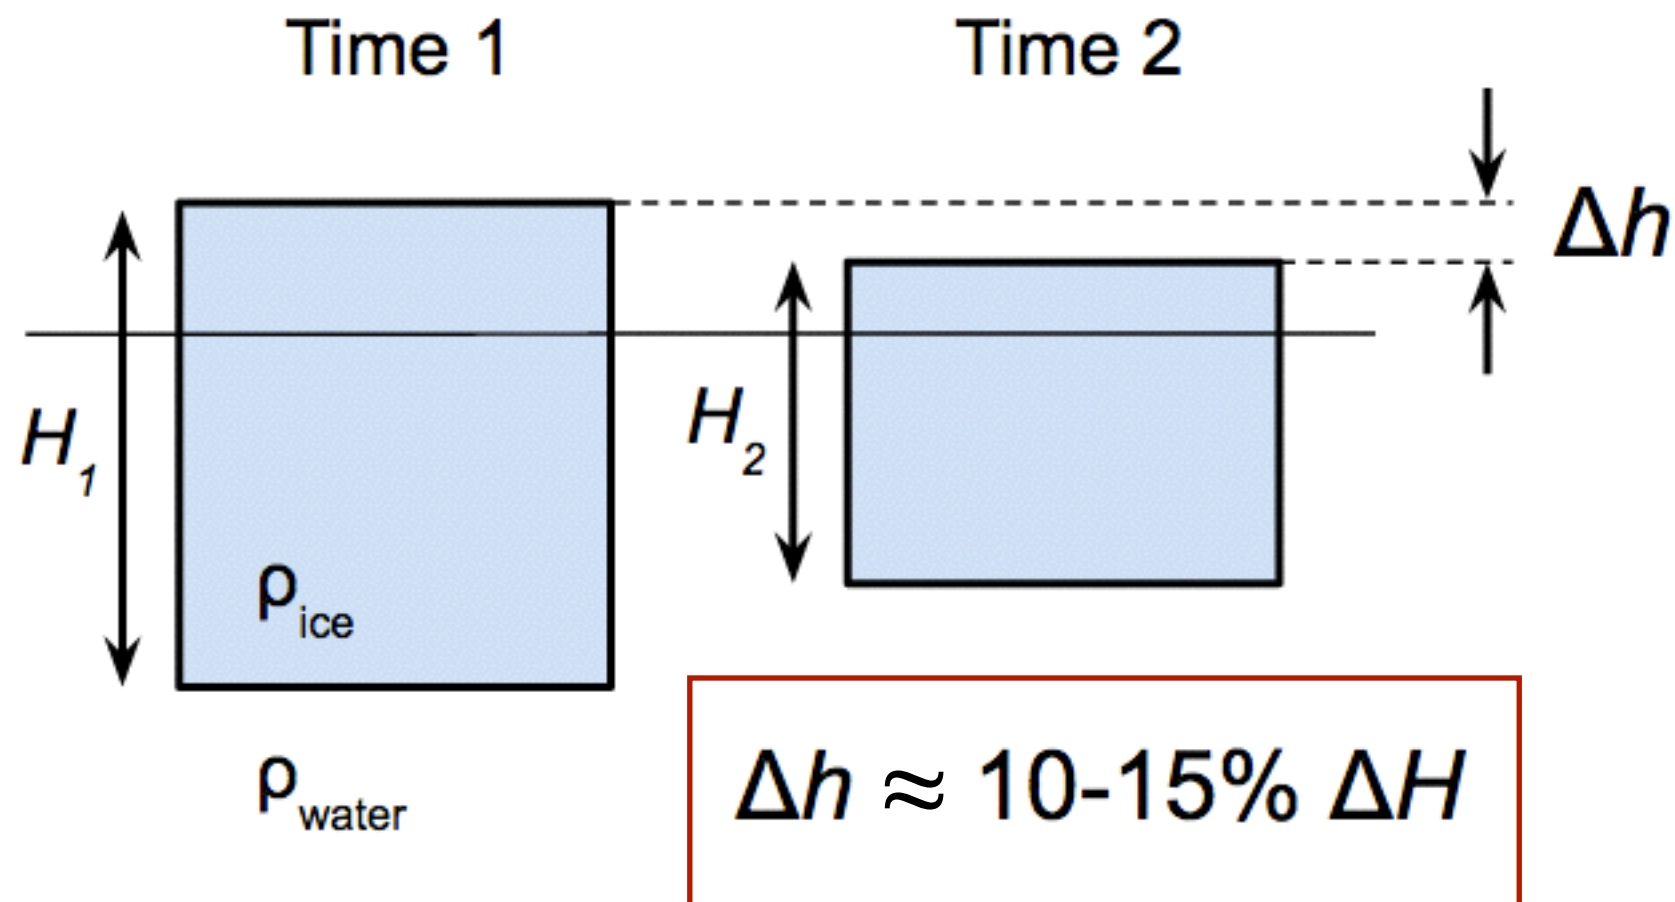 Time 1
Time 2
Δh
H₁
H₂
ρice
ρwater
Δh ≈ 10-15% ΔH